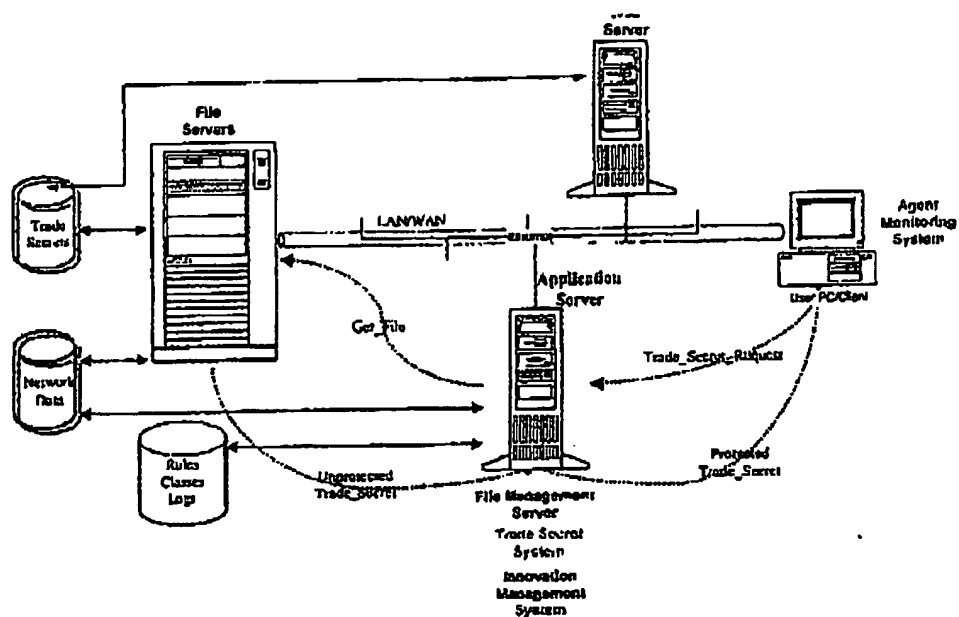 Server
File
Servers
Trade
Secrets
LAN/WAN
Agent
Monitoring
System
User PC/Client
Application
Server
Get_File
Trade_Secret_Request
Network
Data
Rules
Classes
Logs
Unprotected
Trade_Secret
Protected
Trade_Secret
File Management
Server
Trade Secret
System
Innovation
Management
System